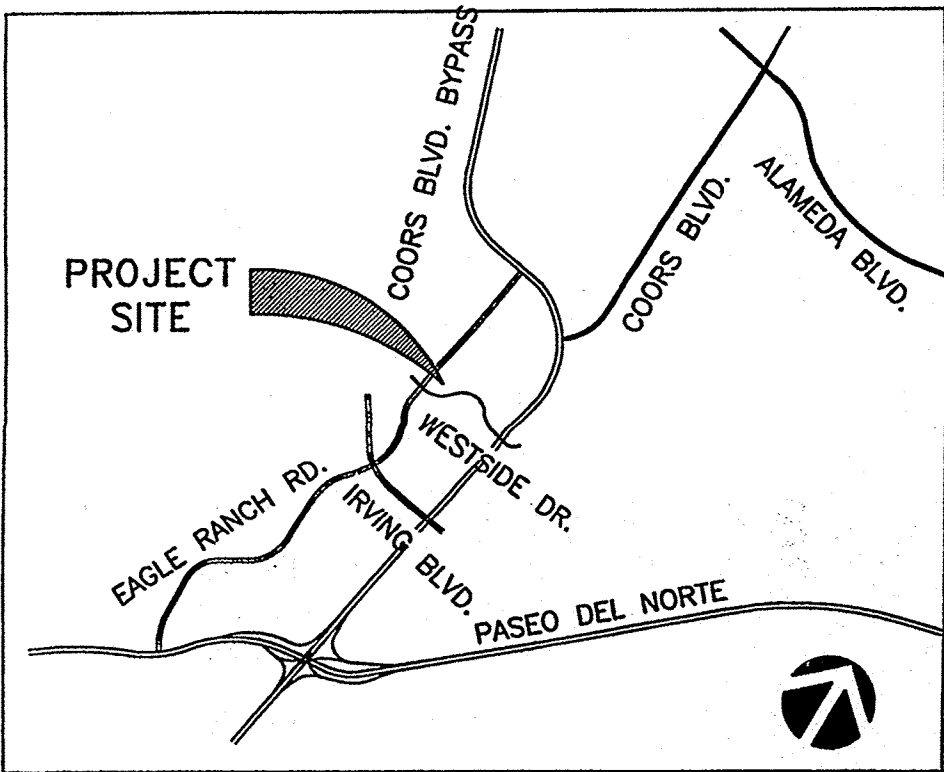 COORS BLVD. BYPASS
COORS BLVD.
ALAMEDA BLVD.
PROJECT
SITE
WESTSIDE DR.
EAGLE RANCH RD.
IRVING BLVD.
PASEO DEL NORTE